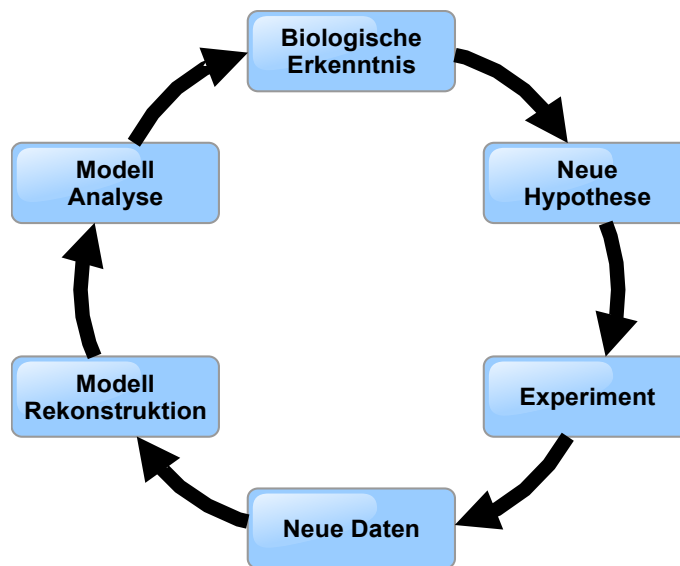 Biologische
Erkenntnis
Neue
Hypothese
Experiment
Neue Daten
Modell
Rekonstruktion
Modell
Analyse